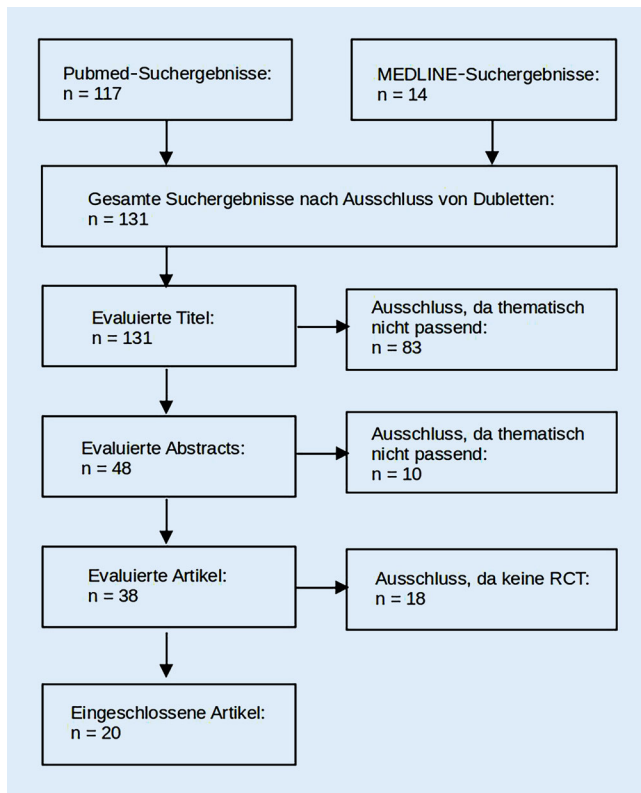 Pubmed-Suchergebnisse:
n = 117
MEDLINE-Suchergebnisse:
n = 14
Gesamte Suchergebnisse nach Ausschluss von Dubletten:
n = 131
Evaluierte Titel:
n = 131
Ausschluss, da thematisch
nicht passend:
n = 83
Evaluierte Abstracts:
n = 48
Ausschluss, da thematisch
nicht passend:
n = 10
Evaluierte Artikel:
n = 38
Ausschluss, da keine RCT:
n = 18
Eingeschlossene Artikel:
n = 20